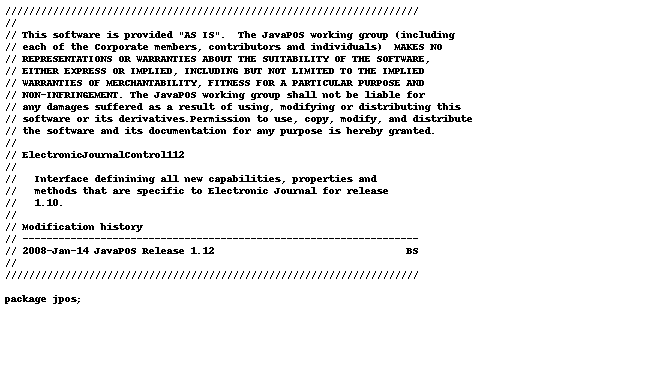 //////////////////////////////////////////////////////////////////////
//
// This software is provided "AS IS".  The JavaPOS working group (including
// each of the Corporate members, contributors and individuals)  MAKES NO
// REPRESENTATIONS OR WARRANTIES ABOUT THE SUITABILITY OF THE SOFTWARE,
// EITHER EXPRESS OR IMPLIED, INCLUDING BUT NOT LIMITED TO THE IMPLIED
// WARRANTIES OF MERCHANTABILITY, FITNESS FOR A PARTICULAR PURPOSE AND
// NON-INFRINGEMENT. The JavaPOS working group shall not be liable for
// any damages suffered as a result of using, modifying or distributing this
// software or its derivatives.Permission to use, copy, modify, and distribute
// the software and its documentation for any purpose is hereby granted.
//
// ElectronicJournalControl112
//
//   Interface definining all new capabilities, properties and
//   methods that are specific to Electronic Journal for release
//   1.10.
//
// Modification history
// ------------------------------------------------------------------
// 2008-Jan-14 JavaPOS Release 1.12                                BS
//
//////////////////////////////////////////////////////////////////////
package jpos;